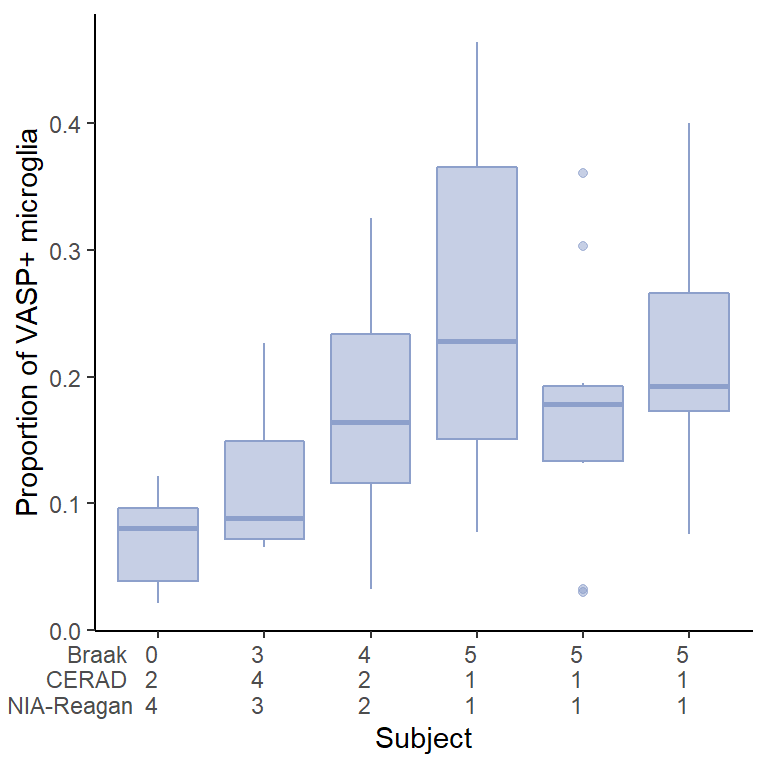 Proportion of VASP+ microglia
0.4
0.3
0.2
0.1
0.0
Braak 0 3 4 5 5 5
CERAD 2 4 2 1 1 1
NIA-Reagan 4 3 2 1 1 1
Subject